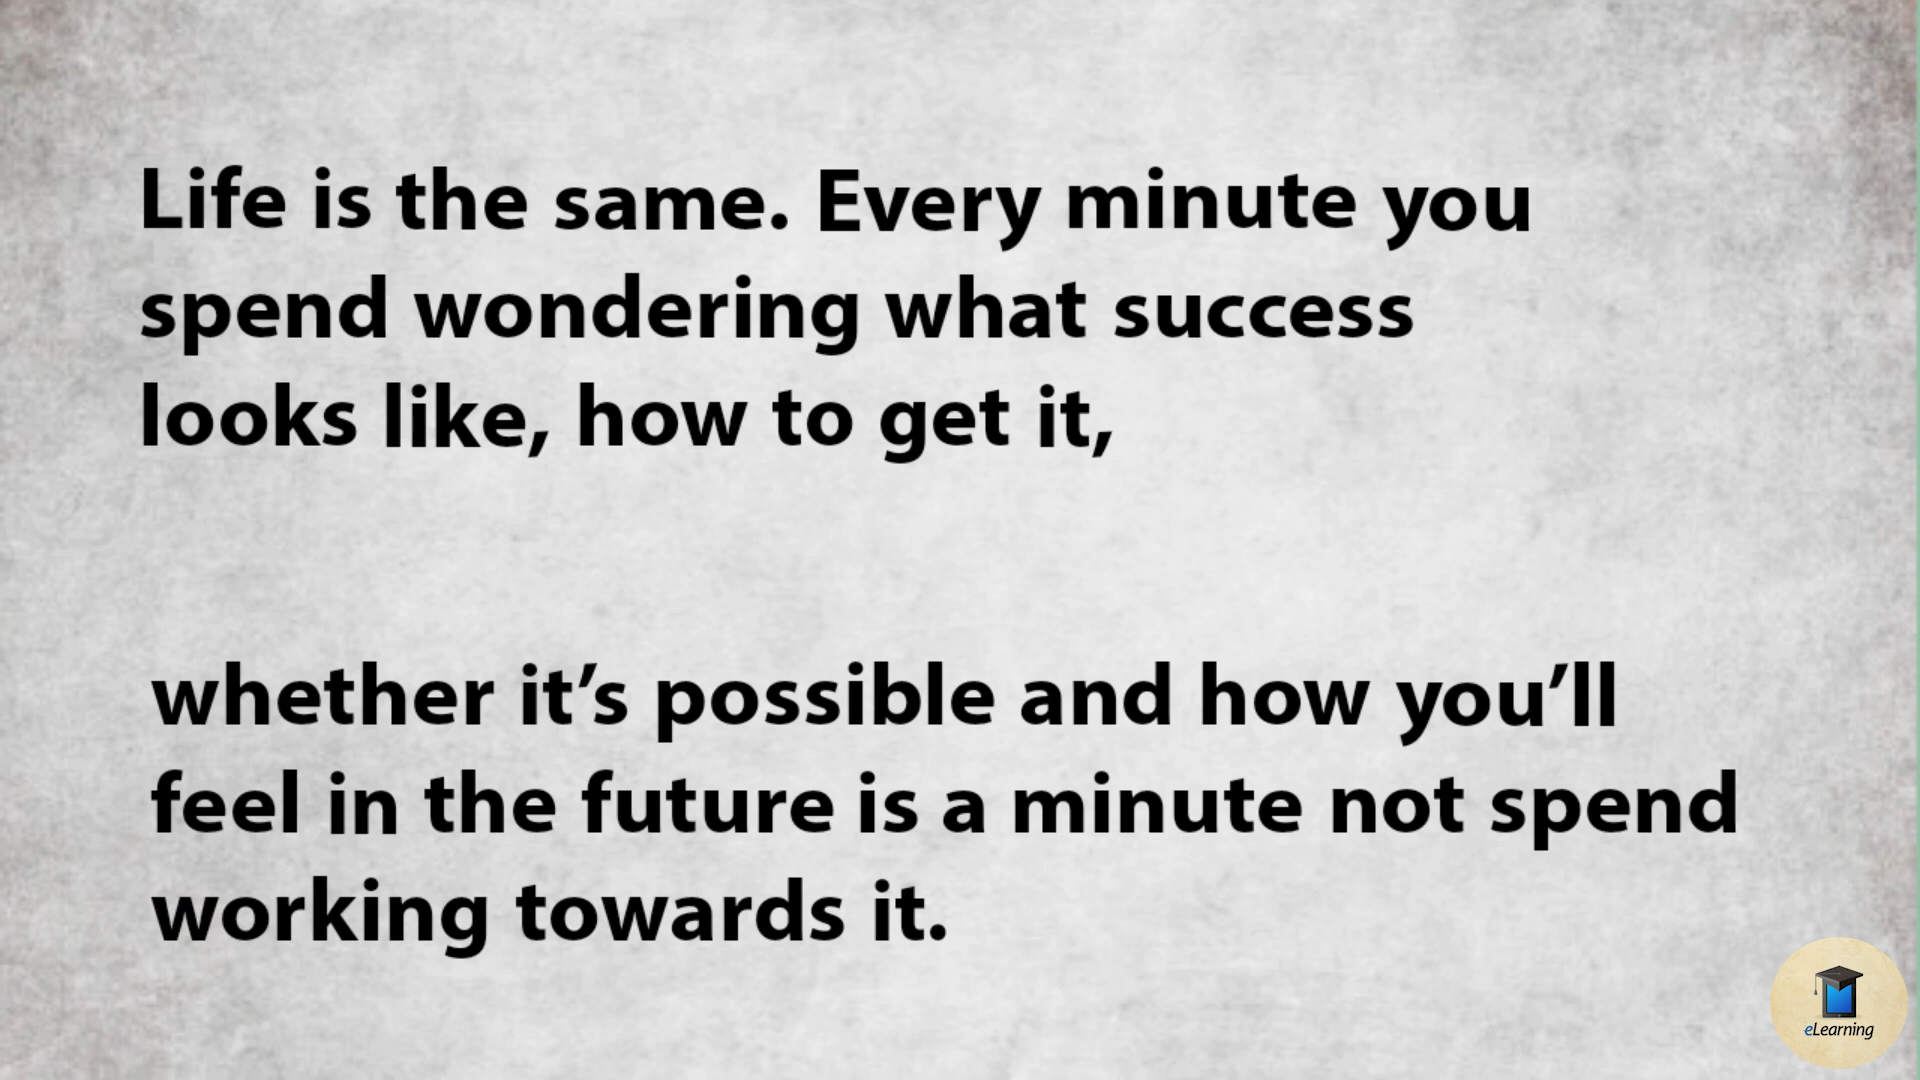 Life is the same. Every minute you
spend wondering what success
looks like, how to get it,
whether it’s possible and how you’ll
feel in the future is a minute not spend
working towards it.
eLearning